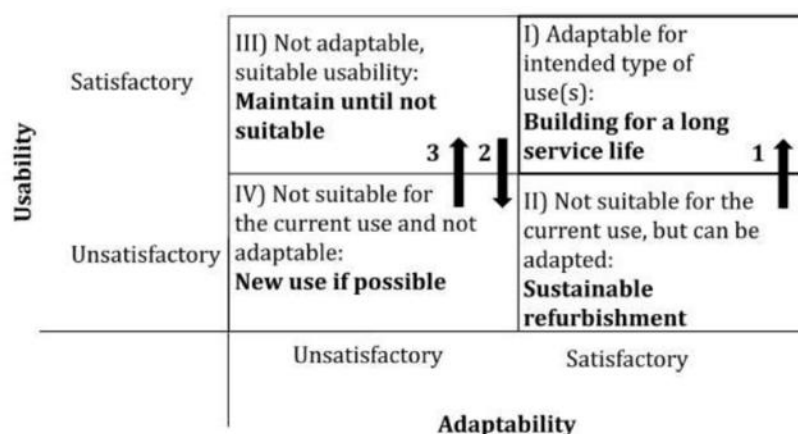 III) Not adaptable,
suitable usability:
Maintain until not
suitable
I) Adaptable for
intended type of
use(s):
Building for a long
service life
3
2
1
IV) Not suitable for
the current use and not
adaptable:
New use if possible
II) Not suitable for the
current use, but can be
adapted:
Sustainable
refurbishment
Satisfactory
Unsatisfactory
Usability
Unsatisfactory
Satisfactory
Adaptability